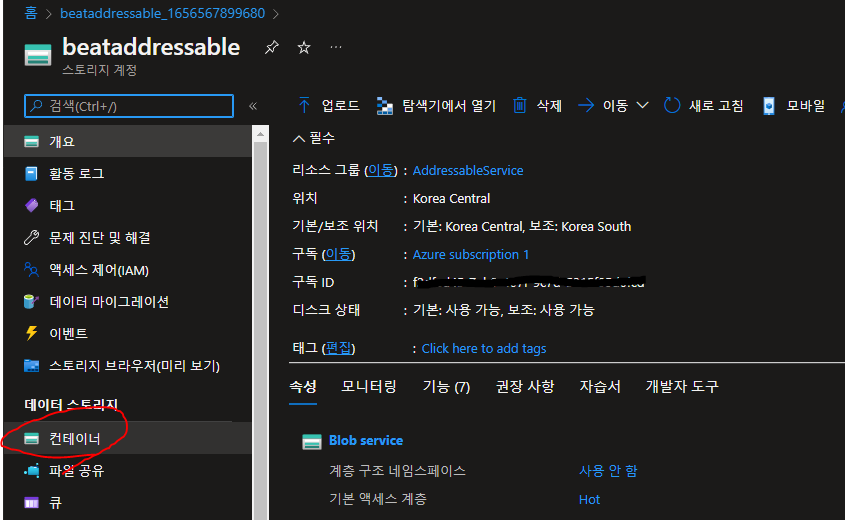 홈 > beataddressable_1656567899680 >
beataddressable
스토리지 계정
검색(Ctrl+/)
개요
활동 로그
태그
문제 진단 및 해결
액세스 제어(IAM)
데이터 마이그레이션
이벤트
스토리지 브라우저(미리 보기)
데이터 스토리지
컨테이너
파일 공유
큐
업로드 탐색기에서 열기 삭제 이동 새로 고침 모바일
필수
리소스 그룹 (이동) : AddressableService
위치 : Korea Central
기본/보조 위치 : 기본: Korea Central, 보조: Korea South
구독 (이동) : Azure subscription 1
구독 ID :
디스크 상태 : 기본: 사용 가능, 보조: 사용 가능
태그 (편집) : Click here to add tags
속성 모니터링 기능 (7) 권장 사항 자습서 개발자 도구
Blob service
계층 구조 네임스페이스 사용 안 함
기본 액세스 계층 Hot